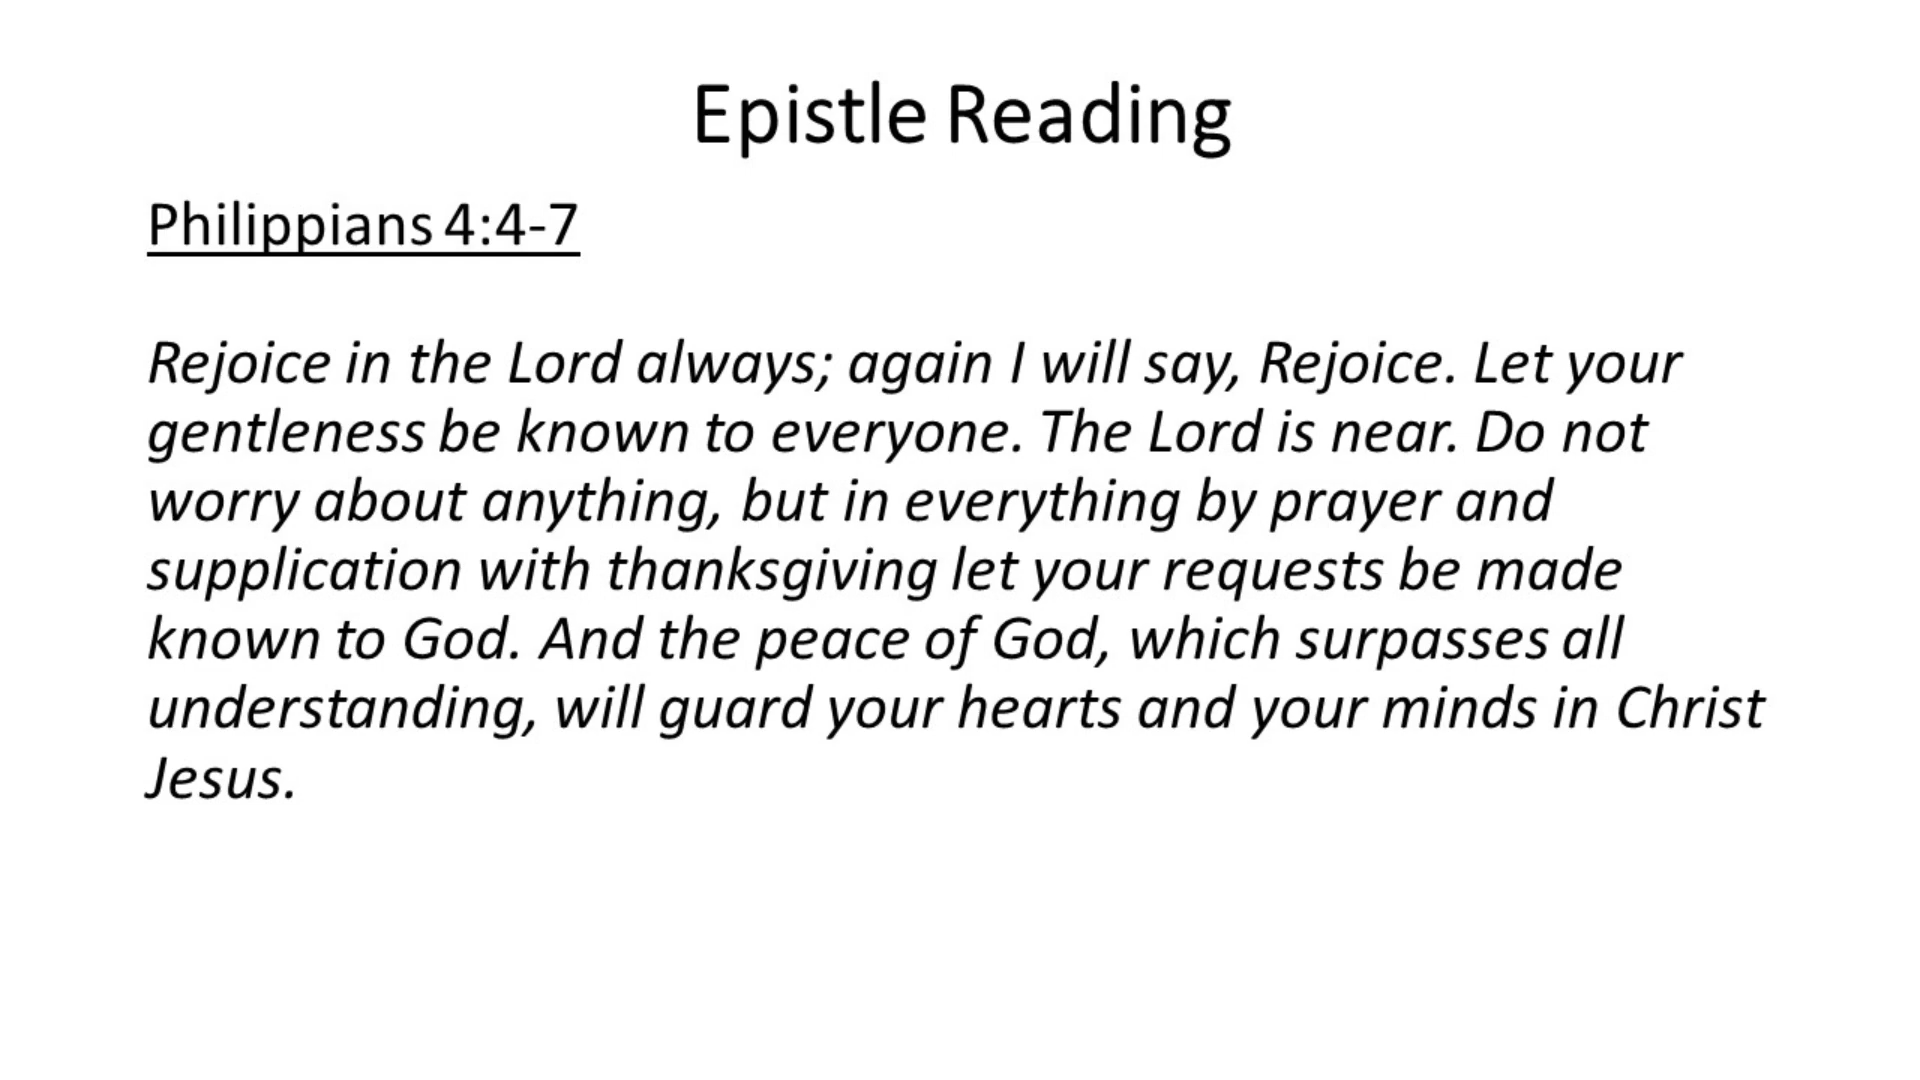 Epistle Reading
Philippians 4:4-7
Rejoice in the Lord always; again I will say, Rejoice. Let your
gentleness be known to everyone. The Lord is near. Do not
worry about anything, but in everything by prayer and
supplication with thanksgiving let your requests be made
known to God. And the peace of God, which surpasses all
understanding, will guard your hearts and your minds in Christ
Jesus.